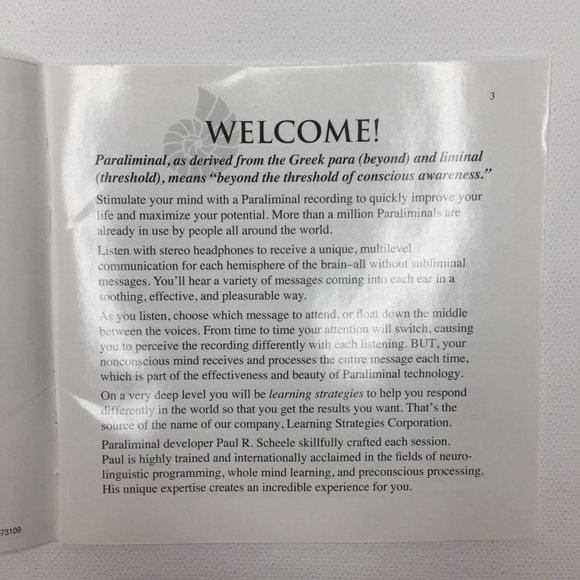 3
WELCOME!
Paraliminal, as derived from the Greek para (beyond) and liminal
(threshold), means “beyond the threshold of conscious awareness.”
Stimulate your mind with a Paraliminal recording to quickly improve your
life and maximize your potential. More than a million Paraliminals are
already in use by people all around the world.
Listen with stereo headphones to receive a unique, multilevel
communication for each hemisphere of the brain–all without subliminal
messages. You’ll hear a variety of messages coming into each ear in a
soothing, effective, and pleasurable way.
As you listen, choose which message to attend, or float down the middle
between the voices. From time to time your attention will switch, causing
you to perceive the recording differently with each listening. BUT, your
nonconscious mind receives and processes the entire message each time,
which is part of the effectiveness and beauty of Paraliminal technology.
On a very deep level you will be learning strategies to help you respond
differently in the world so that you get the results you want. That’s the
source of the name of our company, Learning Strategies Corporation.
Paraliminal developer Paul R. Scheele skillfully crafted each session.
Paul is highly trained and internationally acclaimed in the fields of neuro-
linguistic programming, whole mind learning, and preconscious processing.
His unique expertise creates an incredible experience for you.
73109